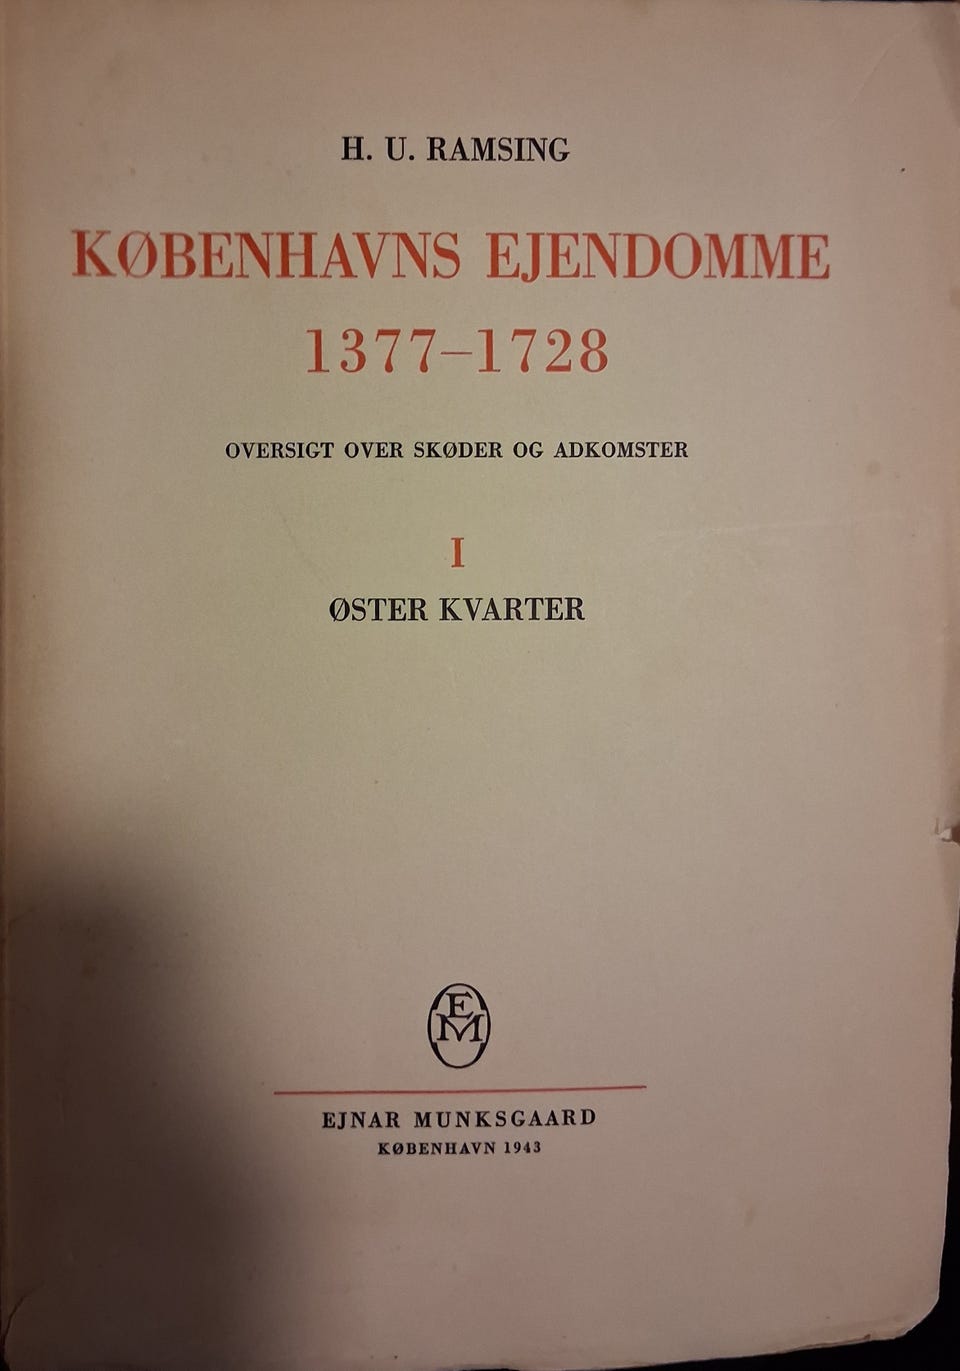 H. U. RAMSING
KØBENHAVNS EJENDOMME
1377–1728
OVERSIGT OVER SKØDER OG ADKOMSTER
I
ØSTER KVARTER
EM
EJNAR MUNKSGAARD
KØBENHAVN 1943